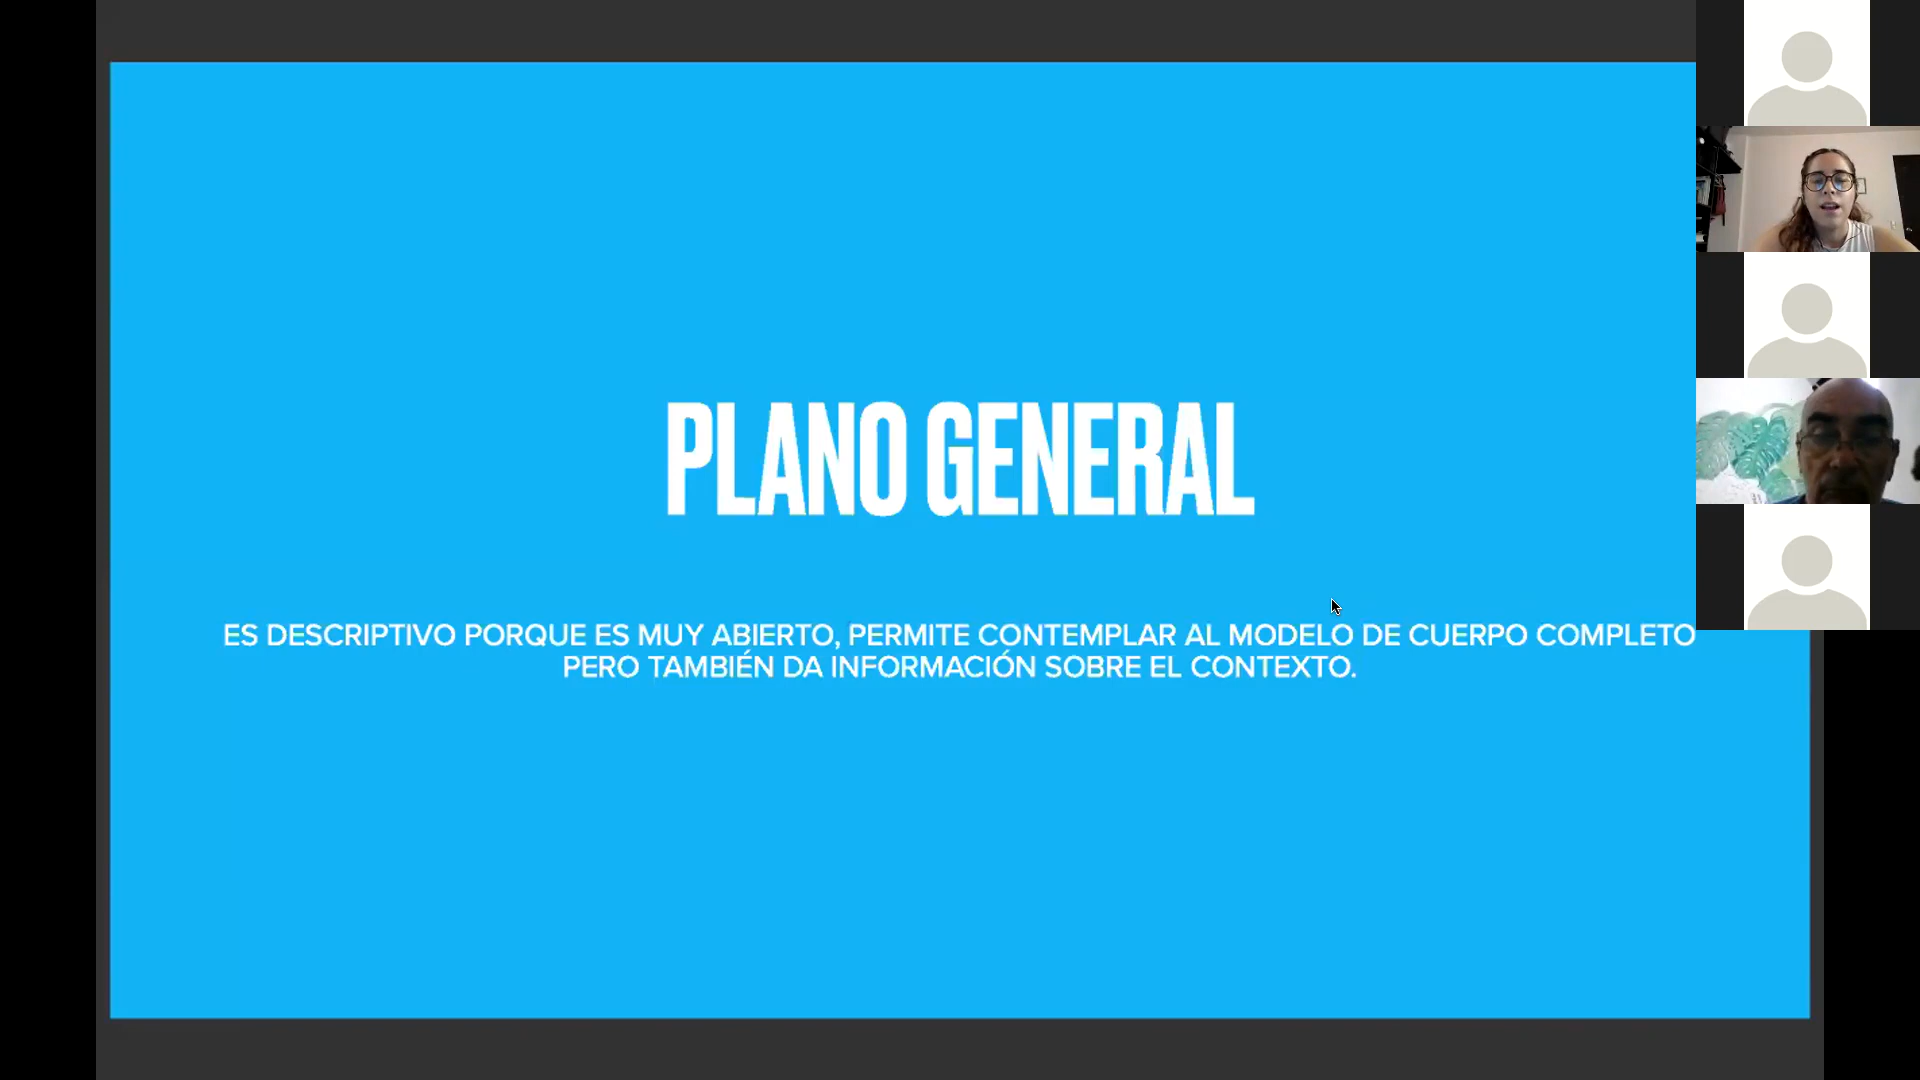 PLANO GENERAL
ES DESCRIPTIVO PORQUE ES MUY ABIERTO, PERMITE CONTEMPLAR AL MODELO DE CUERPO COMPLETO
PERO TAMBIÉN DA INFORMACIÓN SOBRE EL CONTEXTO.